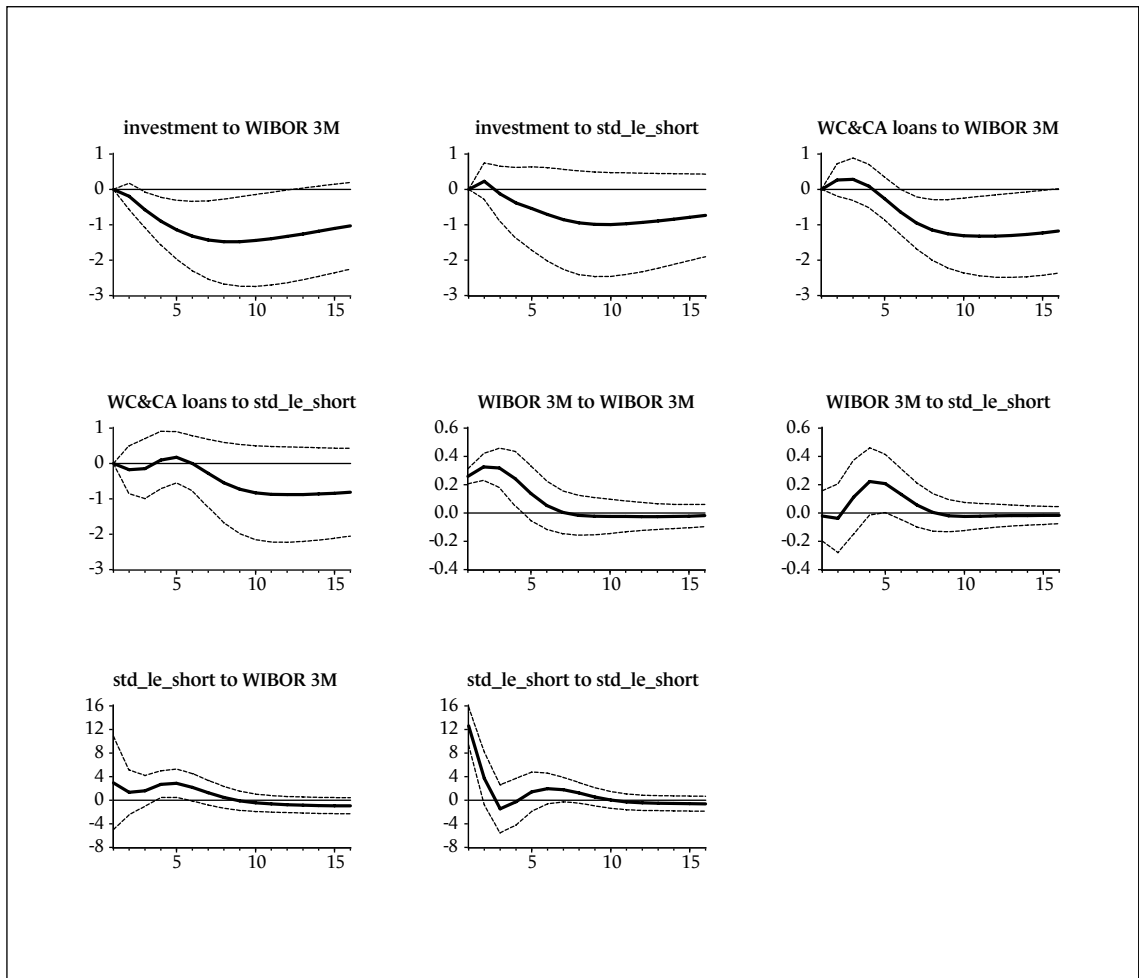 investment to WIBOR 3M
1
0
-1
-2
-3
5 10 15
investment to std_le_short
1
0
-1
-2
-3
5 10 15
WC&CA loans to WIBOR 3M
1
0
-1
-2
-3
5 10 15
WC&CA loans to std_le_short
1
0
-1
-2
-3
5 10 15
WIBOR 3M to WIBOR 3M
0.6
0.4
0.2
0.0
-0.2
-0.4
5 10 15
WIBOR 3M to std_le_short
0.6
0.4
0.2
0.0
-0.2
-0.4
5 10 15
std_le_short to WIBOR 3M
16
12
8
4
0
-4
-8
5 10 15
std_le_short to std_le_short
16
12
8
4
0
-4
-8
5 10 15